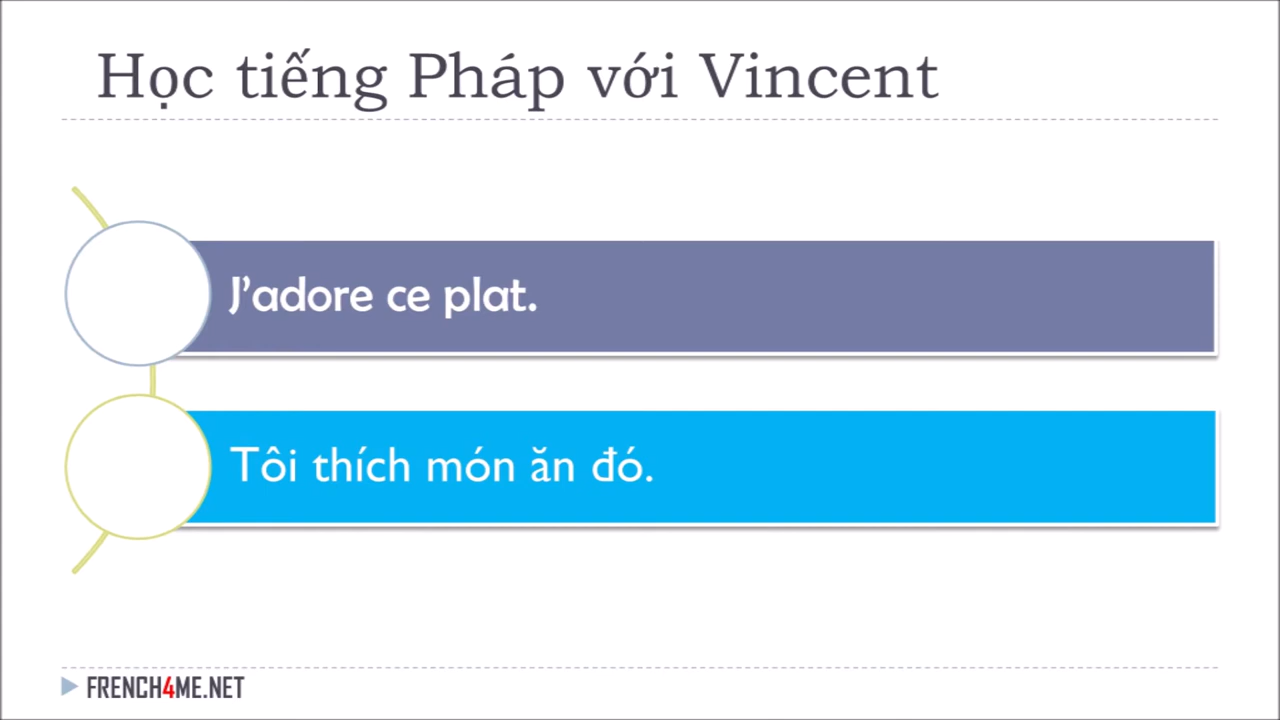 Học tiếng Pháp với Vincent
J’adore ce plat.
Tôi thích món ăn đó.
FRENCH4ME.NET